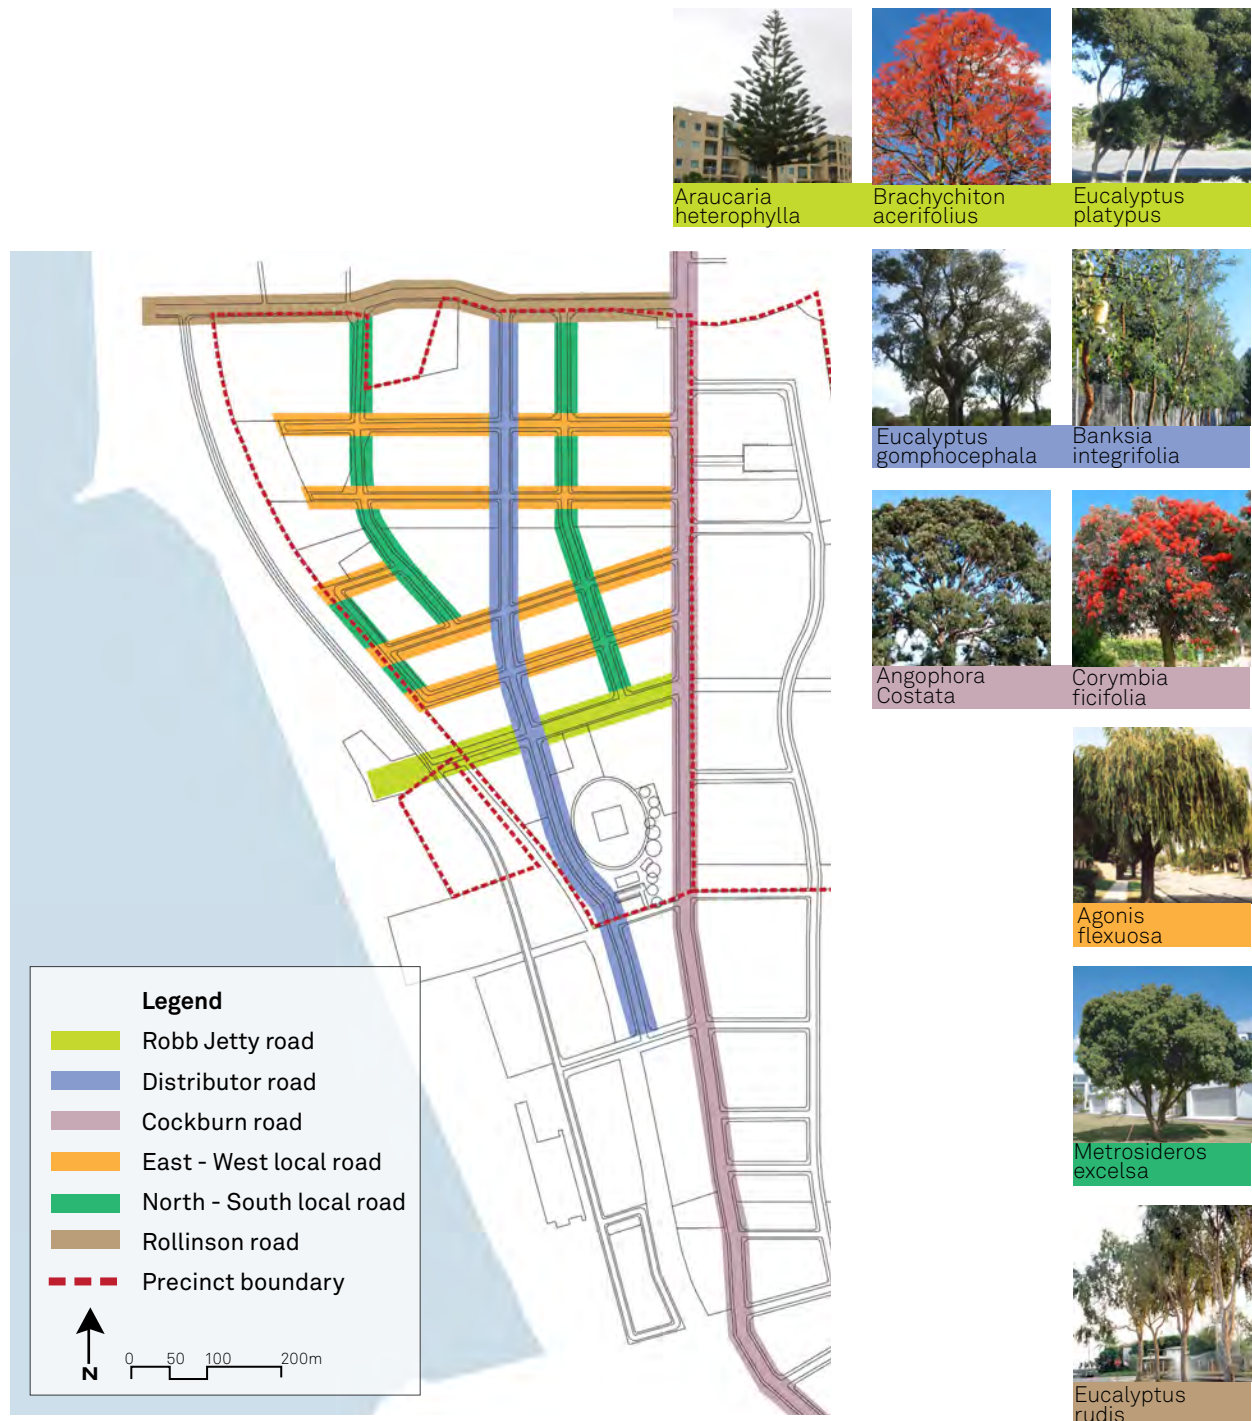 Araucaria
heterophylla
Brachychiton
acerifolius
Eucalyptus
platypus
Eucalyptus
gomphocephala
Banksia
integrifolia
Angophora
Costata
Corymbia
ficifolia
Agonis
flexuosa
Metrosideros
excelsa
Eucalyptus
rudis
Legend
Robb Jetty road
Distributor road
Cockburn road
East - West local road
North - South local road
Rollinson road
Precinct boundary
N
0 50 100 200m